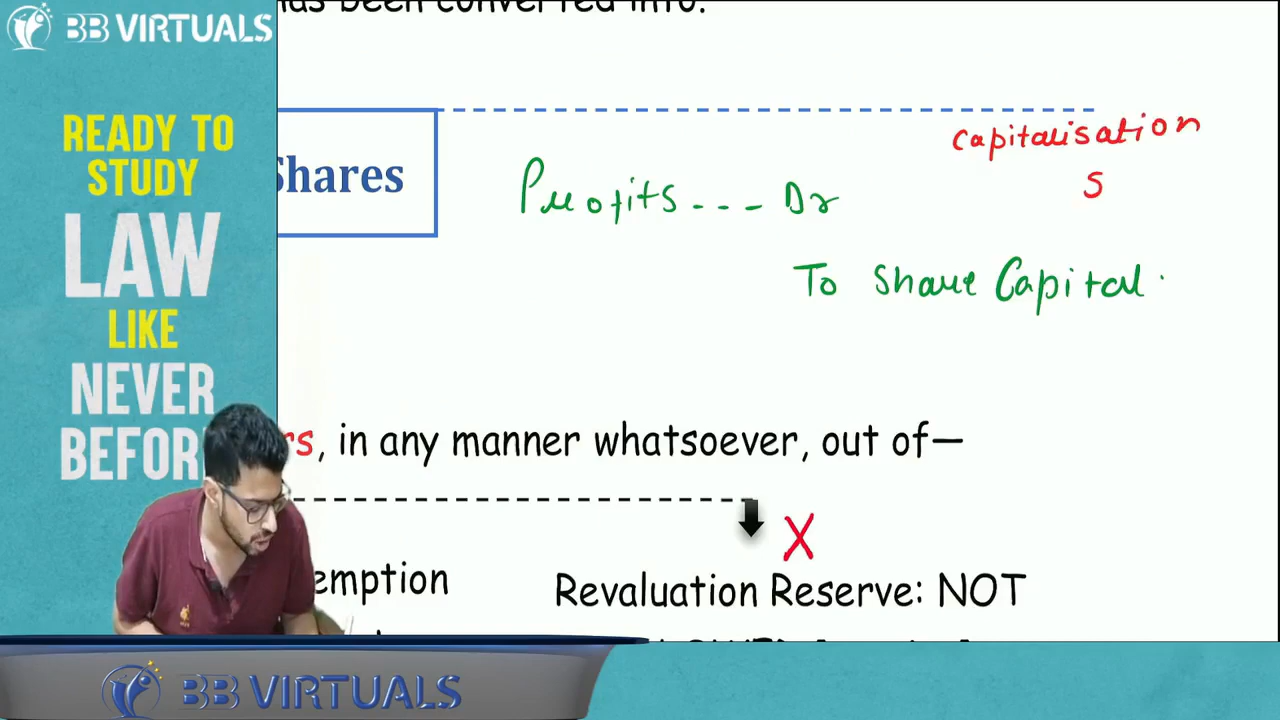 has been converted into.
BB VIRTUALS
READY TO
STUDY
LAW
LIKE
NEVER
BEFOR
Shares
Profits --- Dr
Capitalisation
S
To Share Capital.
rs, in any manner whatsoever, out of—
X
emption
Revaluation Reserve: NOT
BB VIRTUALS